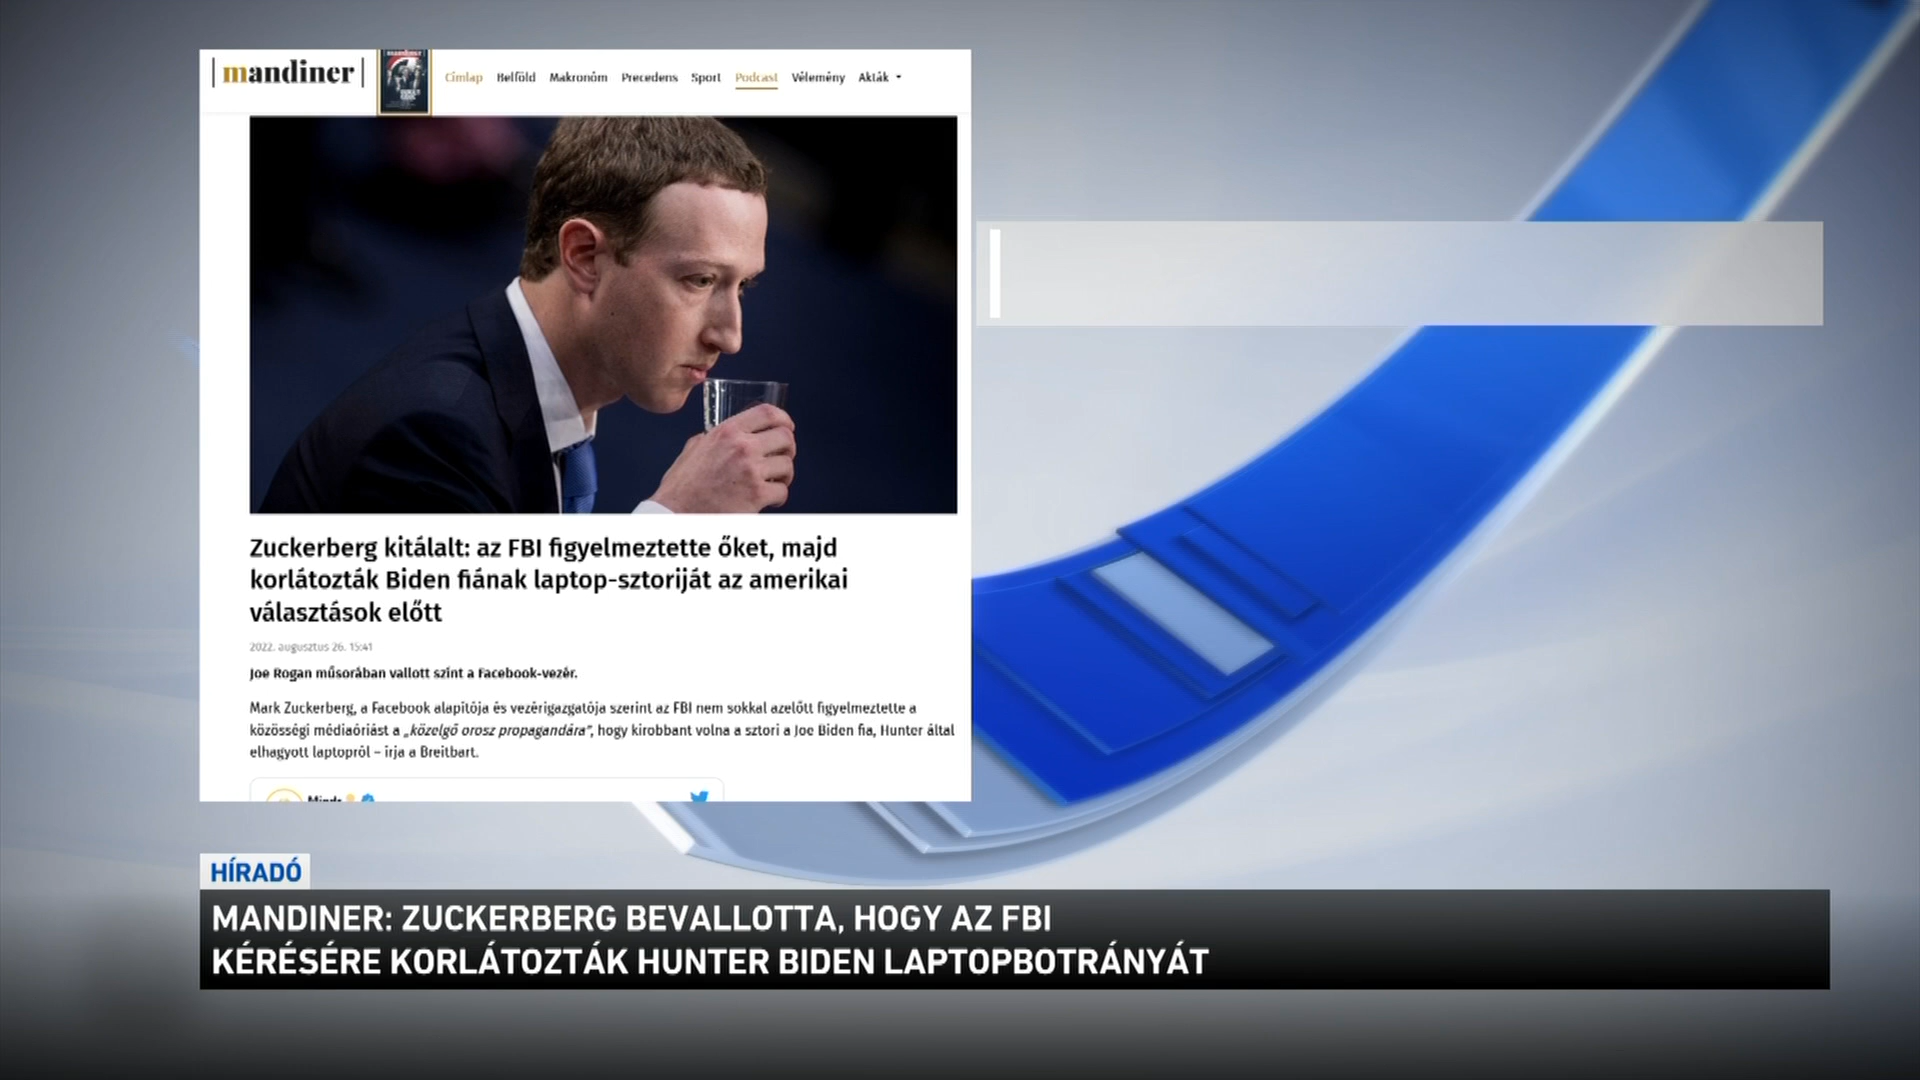 mandiner
Címlap Belföld Makronóm Precedens Sport Podcast Vélemény Akták
Zuckerberg kitálalt: az FBI figyelmeztette őket, majd
korlátozták Biden fiának laptop-sztoriját az amerikai
választások előtt
2022. augusztus 26. 15:41
Joe Rogan műsorában vallott színt a Facebook-vezér.
Mark Zuckerberg, a Facebook alapítója és vezérigazgatója szerint az FBI nem sokkal azelőtt figyelmeztette a
közösségi médiaóriást a „közelgő orosz propagandára”, hogy kirobbant volna a sztori a Joe Biden fia, Hunter által
elhagyott laptopról – írja a Breitbart.
HÍRADÓ
MANDINER: ZUCKERBERG BEVALLOTTA, HOGY AZ FBI
KÉRÉSÉRE KORLÁTOZTÁK HUNTER BIDEN LAPTOPBOTRÁNYÁT